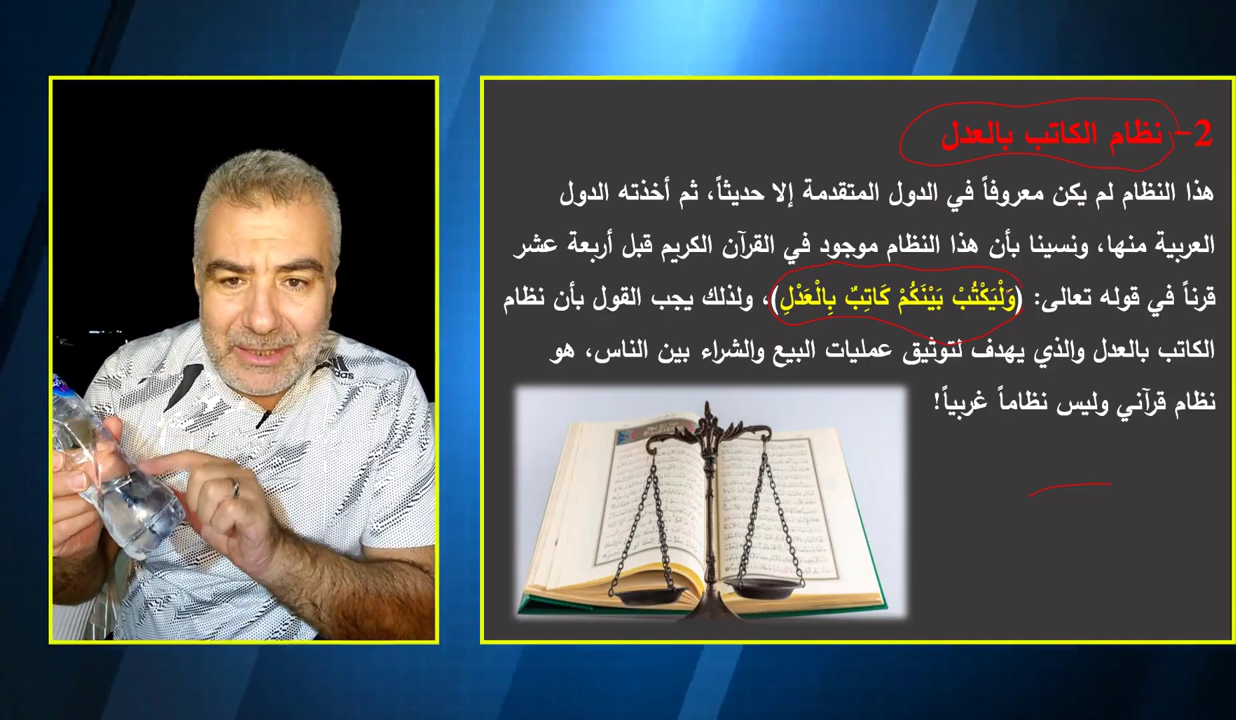 2- نظام الكاتب بالعدل
هذا النظام لم يكن معروفاً في الدول المتقدمة إلا حديثاً، ثم أخذته الدول
العربية منها، ونسينا بأن هذا النظام موجود في القرآن الكريم قبل أربعة عشر
قرناً في قوله تعالى: (وَلْيَكْتُبْ بَيْنَكُمْ كَاتِبٌ بِالْعَدْلِ)، ولذلك يجب القول بأن نظام
الكاتب بالعدل والذي يهدف لتوثيق عمليات البيع والشراء بين الناس، هو
نظام قرآني وليس نظاماً غربياً!